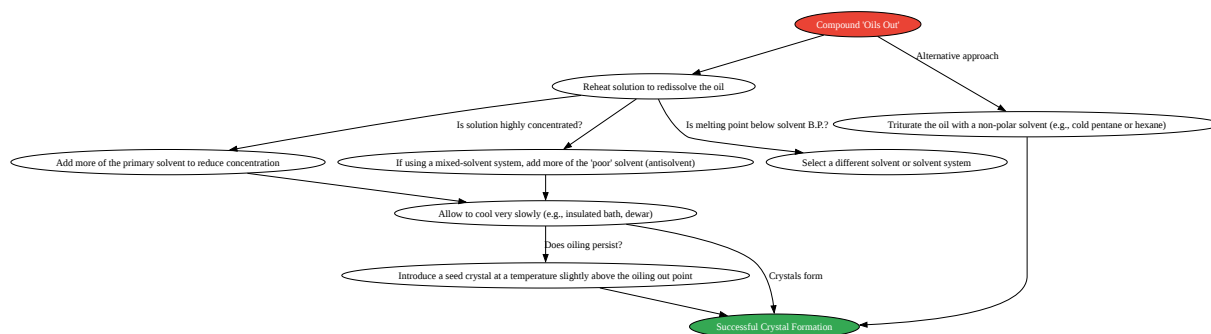 Compound 'Oils Out'
Alternative approach
Reheat solution to redissolve the oil
Is solution highly concentrated?
Is melting point below solvent B.P.?
Triturate the oil with a non-polar solvent (e.g., cold pentane or hexane)
Add more of the primary solvent to reduce concentration
If using a mixed-solvent system, add more of the 'poor' solvent (antisolvent)
Select a different solvent or solvent system
Allow to cool very slowly (e.g., insulated bath, dewar)
Does oiling persist?
Introduce a seed crystal at a temperature slightly above the oiling out point
Crystals form
Successful Crystal Formation